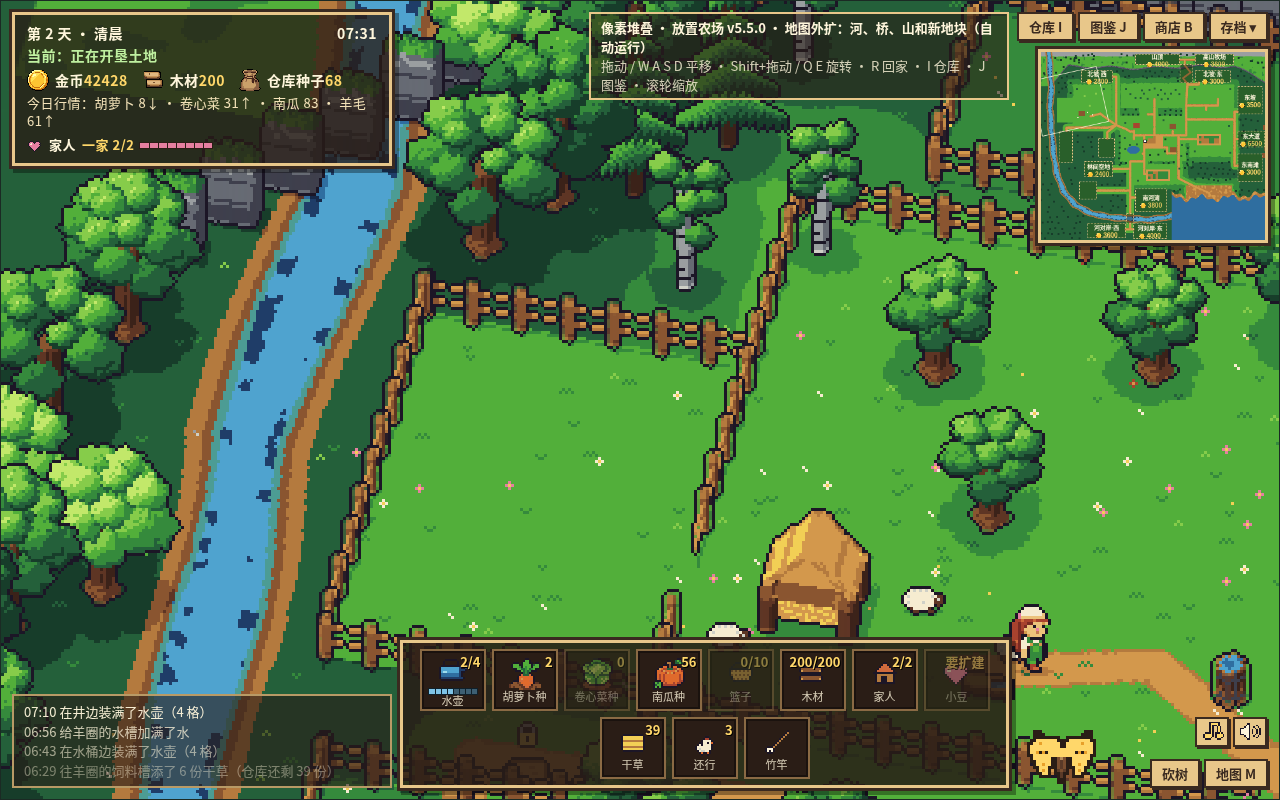 第 2 天 · 清晨 07:31
当前：正在开垦土地
金币42428 木材200 仓库种子68
今日行情：胡萝卜 8↓ · 卷心菜 31↑ · 南瓜 83 · 羊毛
61↑
家人 一家 2/2
像素堆叠 · 放置农场 v5.5.0 · 地图外扩：河、桥、山和新地块（自
动运行）
拖动 / W A S D 平移 · Shift+拖动 / Q E 旋转 · R 回家 · I 仓库 · J
图鉴 · 滚轮缩放
仓库 I
图鉴 J
商店 B
存档 ▾
07:10 在井边装满了水壶（4 格）
06:56 给羊圈的水槽加满了水
06:43 在水桶边装满了水壶（4 格）
06:29 往羊圈的饲料槽添了 6 份干草（仓库还剩 39 份）
2/4
水壶
2
胡萝卜种
0
卷心菜种
56
南瓜种
0/10
篮子
200/200
木材
2/2
家人
要扩建
小豆
39
干草
3
还行
竹竿
砍树
地图 M